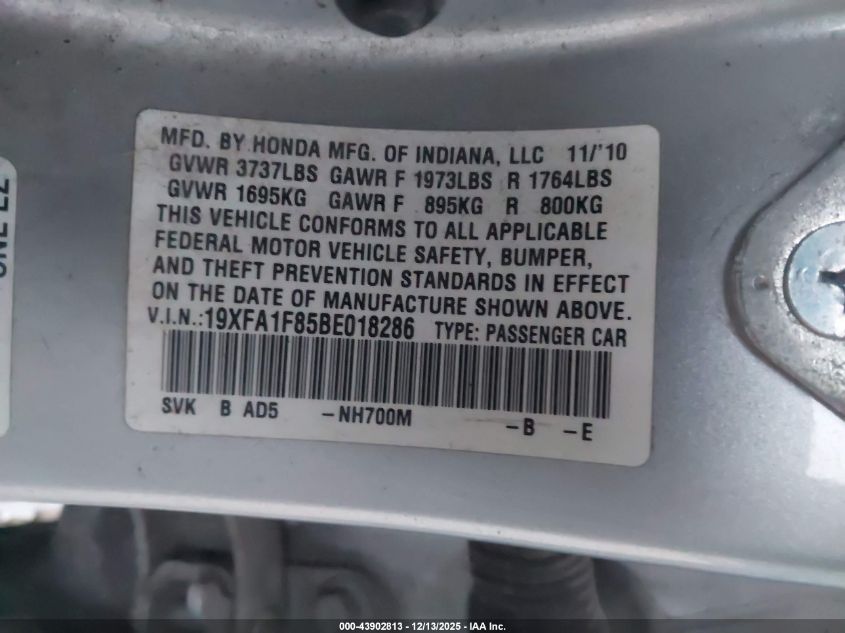 MFD. BY HONDA MFG. OF INDIANA, LLC 11/'10
GVWR 3737LBS GAWR F 1973LBS R 1764LBS
GVWR 1695KG GAWR F 895KG R 800KG
THIS VEHICLE CONFORMS TO ALL APPLICABLE
FEDERAL MOTOR VEHICLE SAFETY, BUMPER,
AND THEFT PREVENTION STANDARDS IN EFFECT
ON THE DATE OF MANUFACTURE SHOWN ABOVE.
V.I.N.:19XFA1F85BE018286 TYPE: PASSENGER CAR
SVK B AD5 -NH700M -B -E
000-43902813 - 12/13/2025 - IAA Inc.